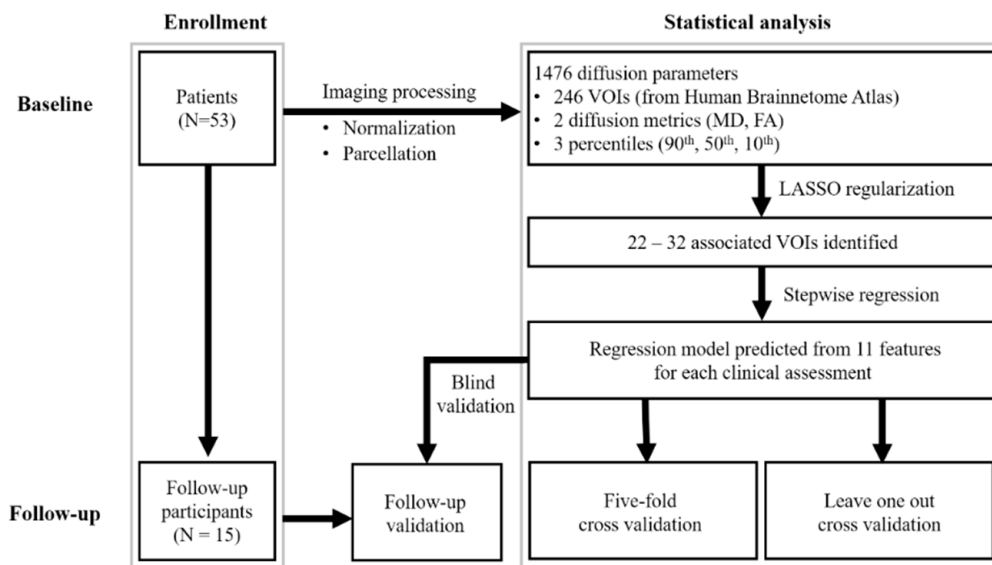 Enrollment
Statistical analysis
Baseline
Patients
(N=53)
Imaging processing
• Normalization
• Parcellation
1476 diffusion parameters
• 246 VOIs (from Human Brainnetome Atlas)
• 2 diffusion metrics (MD, FA)
• 3 percentiles (90th, 50th, 10th)
LASSO regularization
22 – 32 associated VOIs identified
Stepwise regression
Regression model predicted from 11 features
for each clinical assessment
Blind
validation
Follow-up
Follow-up
participants
(N = 15)
Follow-up
validation
Five-fold
cross validation
Leave one out
cross validation